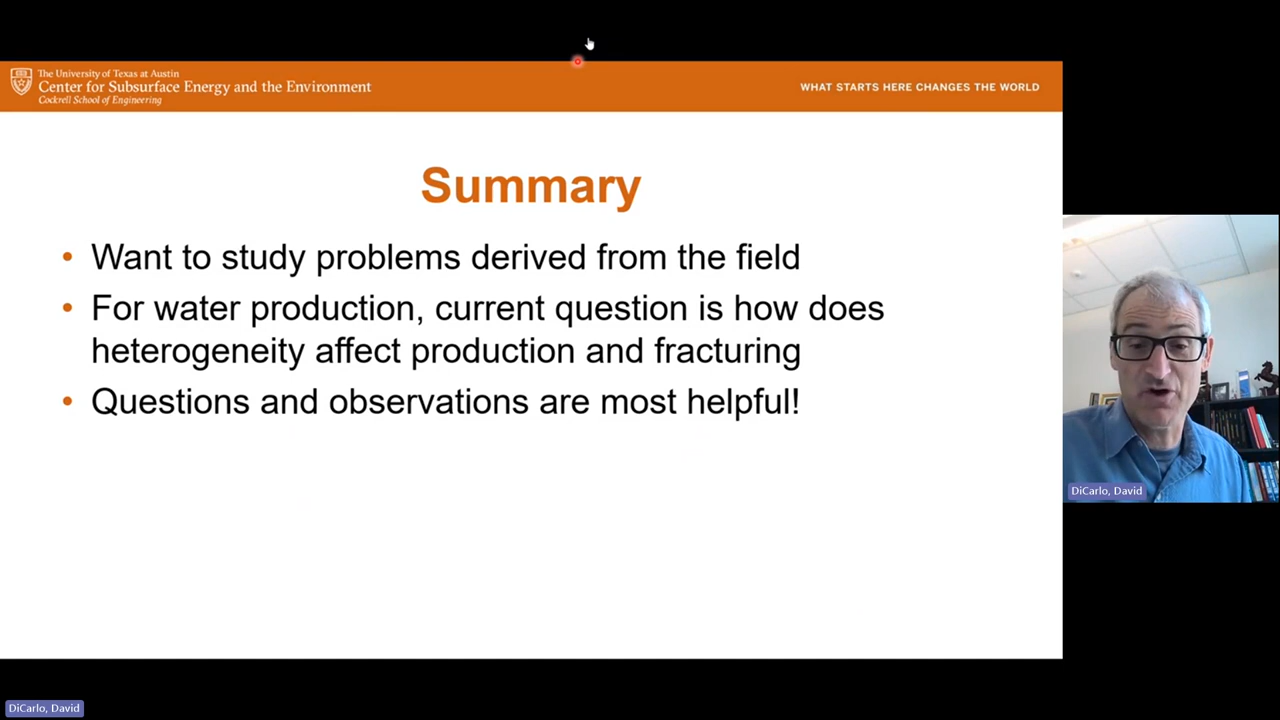 The University of Texas at Austin
Center for Subsurface Energy and the Environment
Cockrell School of Engineering
WHAT STARTS HERE CHANGES THE WORLD
Summary
• Want to study problems derived from the field
• For water production, current question is how does
heterogeneity affect production and fracturing
• Questions and observations are most helpful!
DiCarlo, David
DiCarlo, David